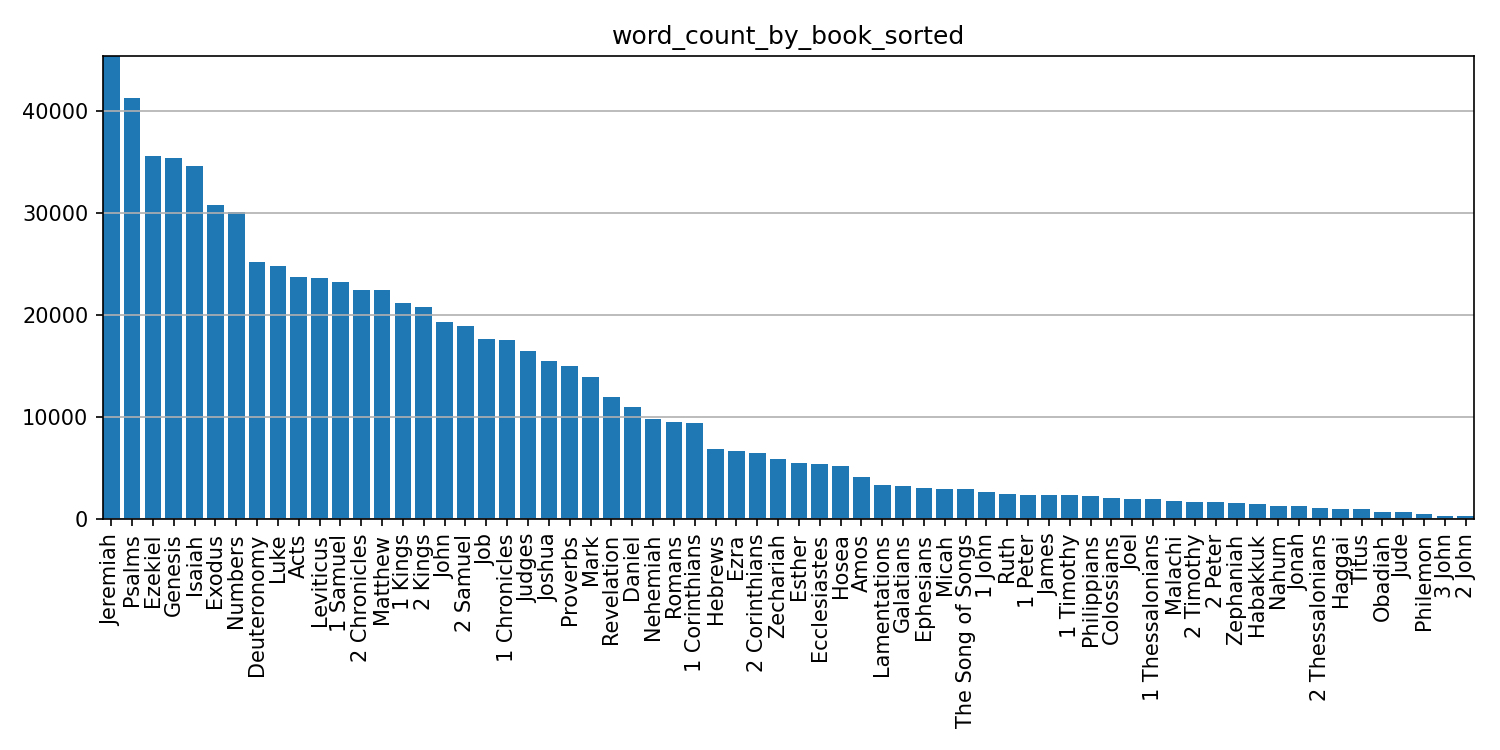 word_count_by_book_sorted
40000
30000
20000
10000
0
Jeremiah
Psalms
Ezekiel
Genesis
Isaiah
Exodus
Numbers
Deuteronomy
Luke
Acts
Leviticus
1 Samuel
2 Chronicles
Matthew
1 Kings
2 Kings
John
2 Samuel
Job
1 Chronicles
Judges
Joshua
Proverbs
Mark
Revelation
Daniel
Nehemiah
Romans
1 Corinthians
Hebrews
Ezra
2 Corinthians
Zechariah
Esther
Ecclesiastes
Hosea
Amos
Lamentations
Galatians
Ephesians
Micah
The Song of Songs
1 John
Ruth
1 Peter
James
1 Timothy
Philippians
Colossians
Joel
1 Thessalonians
Malachi
2 Timothy
2 Peter
Zephaniah
Habakkuk
Nahum
Jonah
2 Thessalonians
Haggai
Titus
Obadiah
Jude
Philemon
3 John
2 John